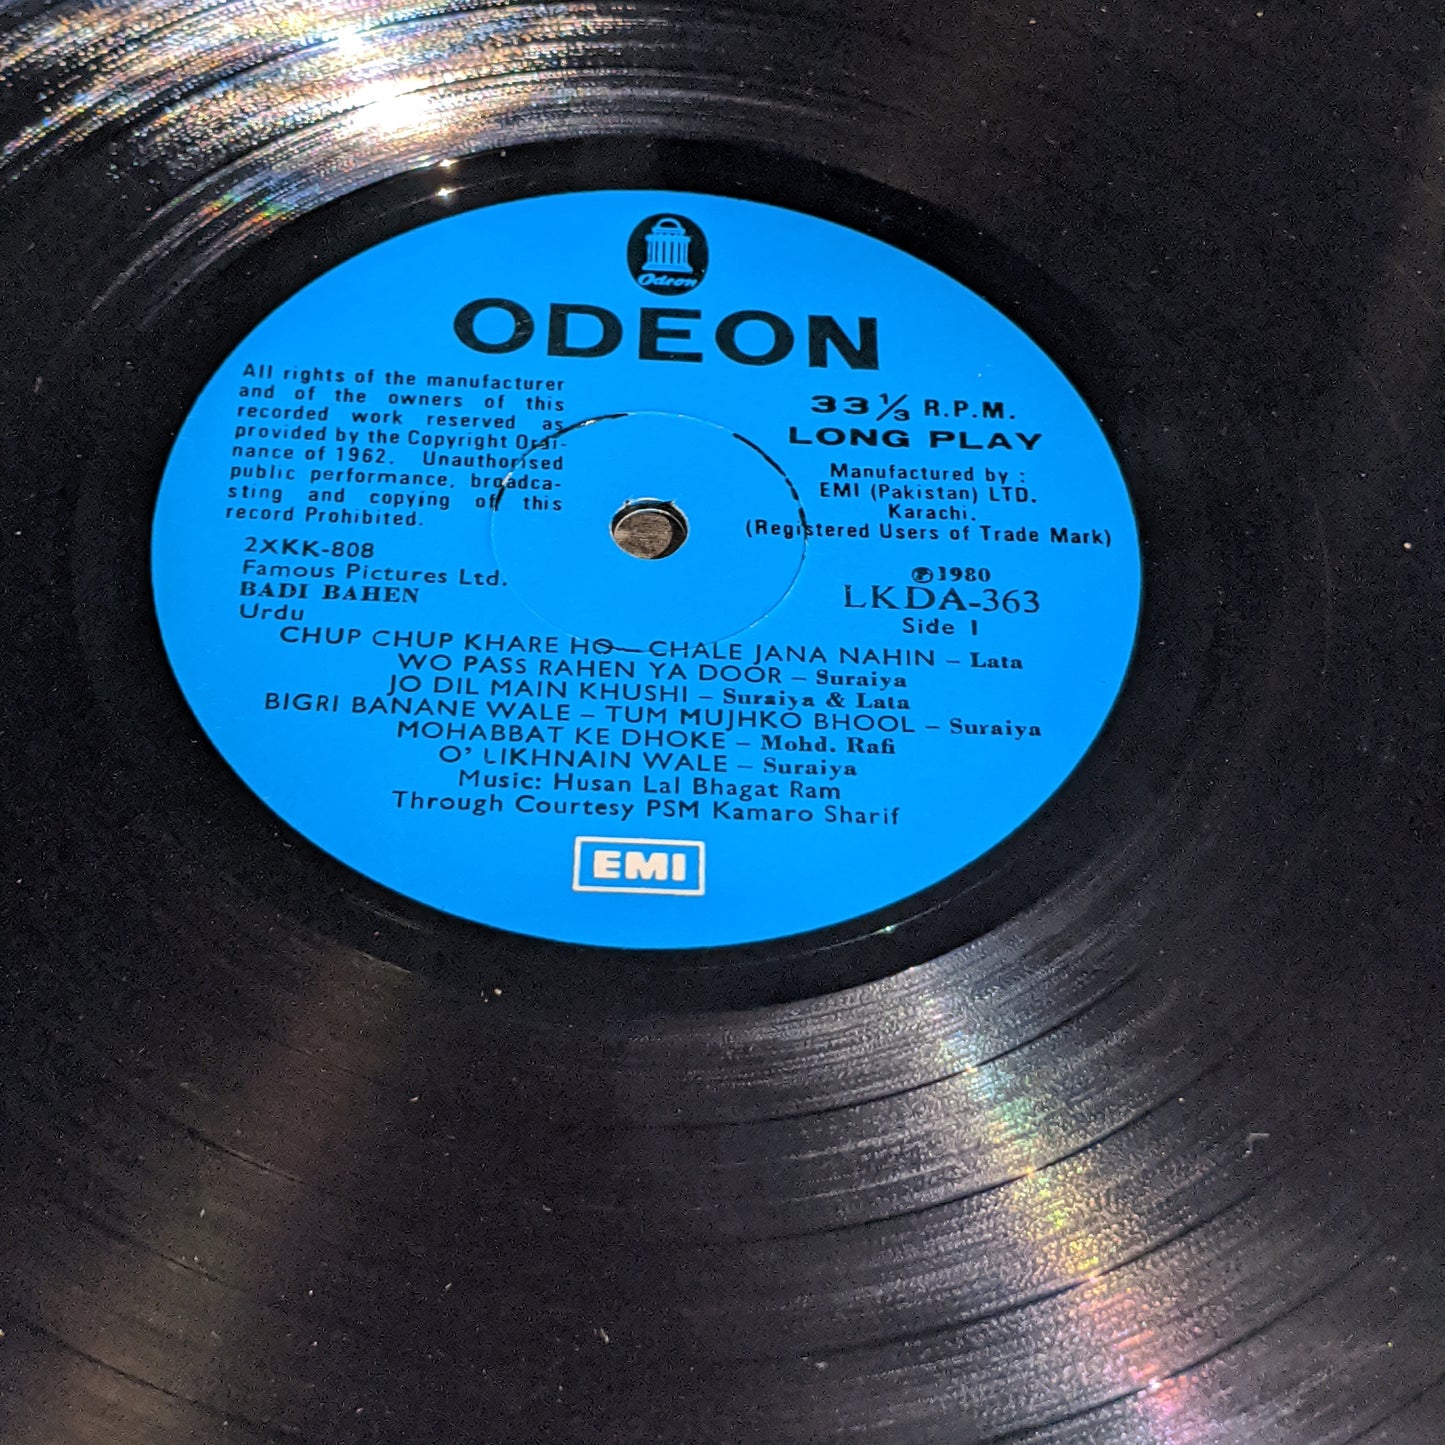 Odeon
ODEON
All rights of the manufacturer
and of the owners of this
recorded work reserved as
provided by the Copyright Ordi-
nance of 1962. Unauthorised
public performance, broadca-
sting and copying of this
record Prohibited.
33⅓ R.P.M.
LONG PLAY
Manufactured by :
EMI (Pakistan) LTD.
Karachi.
(Registered Users of Trade Mark)
2XKK-808
Famous Pictures Ltd.
BADI BAHEN
Urdu
℗ 1980
LKDA-363
Side 1
CHUP CHUP KHARE HO — CHALE JANA NAHIN – Lata
WO PASS RAHEN YA DOOR – Suraiya
JO DIL MAIN KHUSHI – Suraiya & Lata
BIGRI BANANE WALE – TUM MUJHKO BHOOL – Suraiya
MOHABBAT KE DHOKE – Mohd. Rafi
O' LIKHNAIN WALE – Suraiya
Music: Husan Lal Bhagat Ram
Through Courtesy PSM Kamaro Sharif
EMI